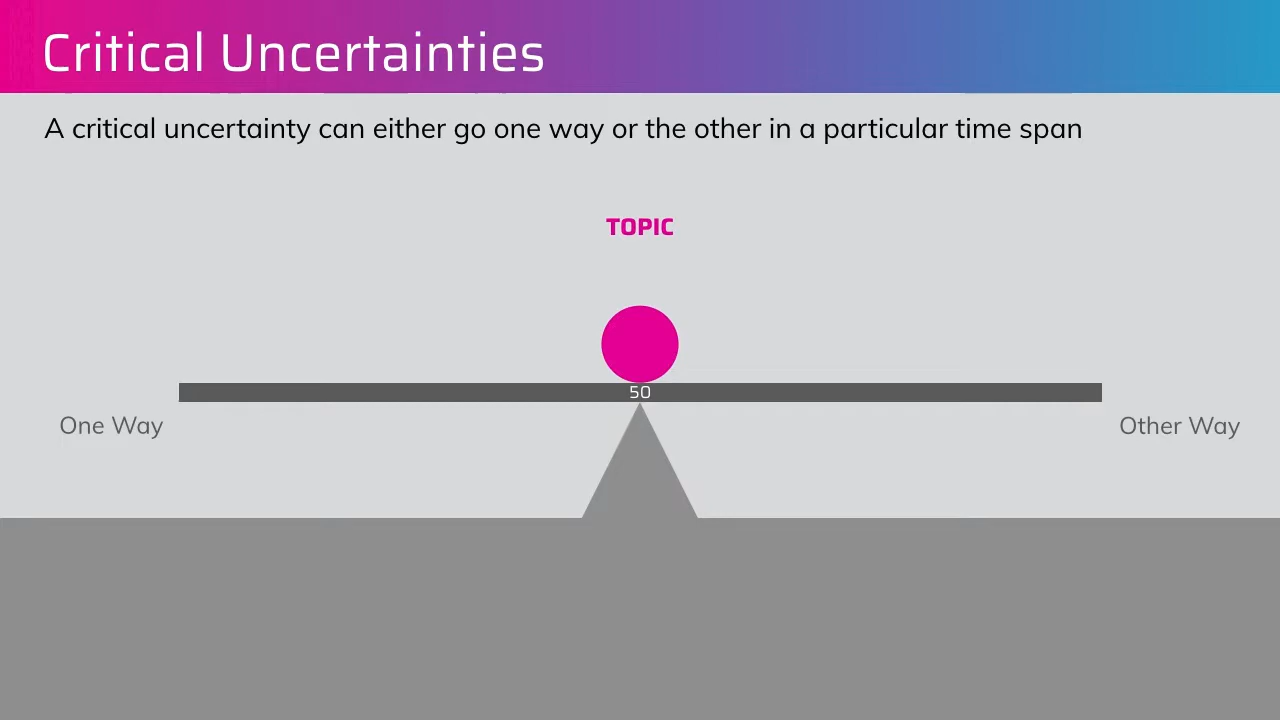 Critical Uncertainties
A critical uncertainty can either go one way or the other in a particular time span
TOPIC
50
One Way
Other Way